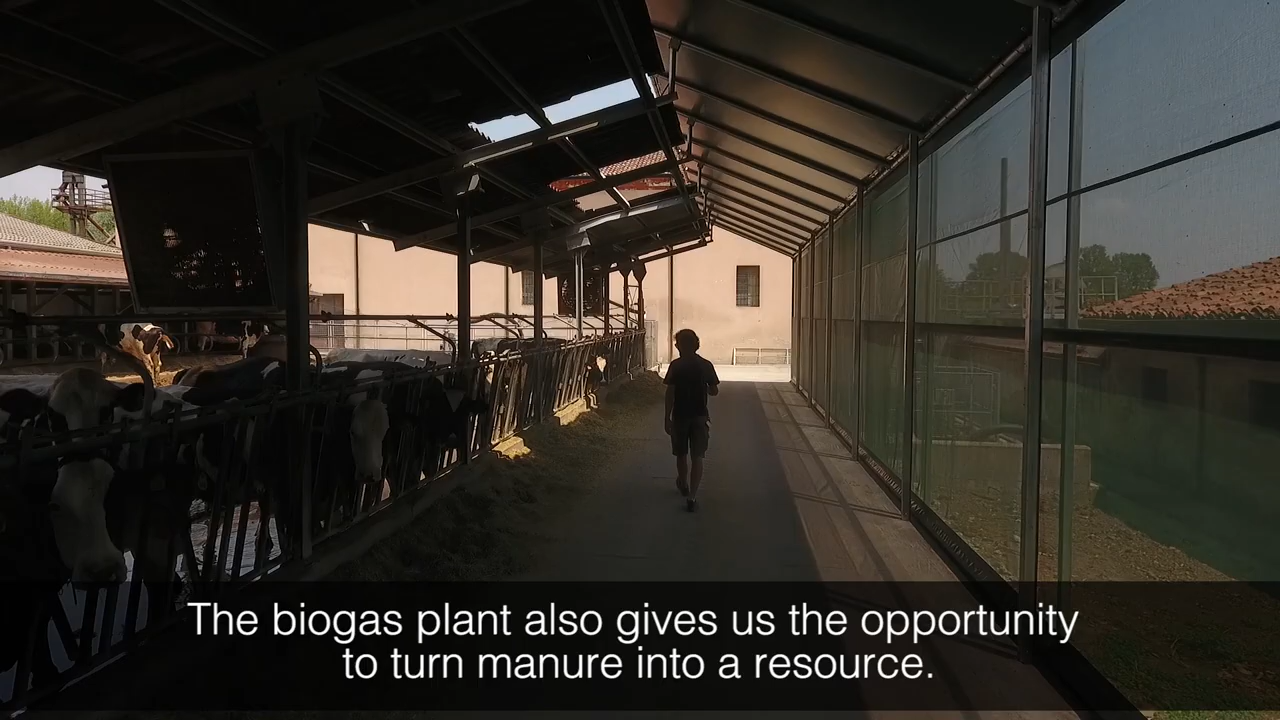 The biogas plant also gives us the opportunity
to turn manure into a resource.